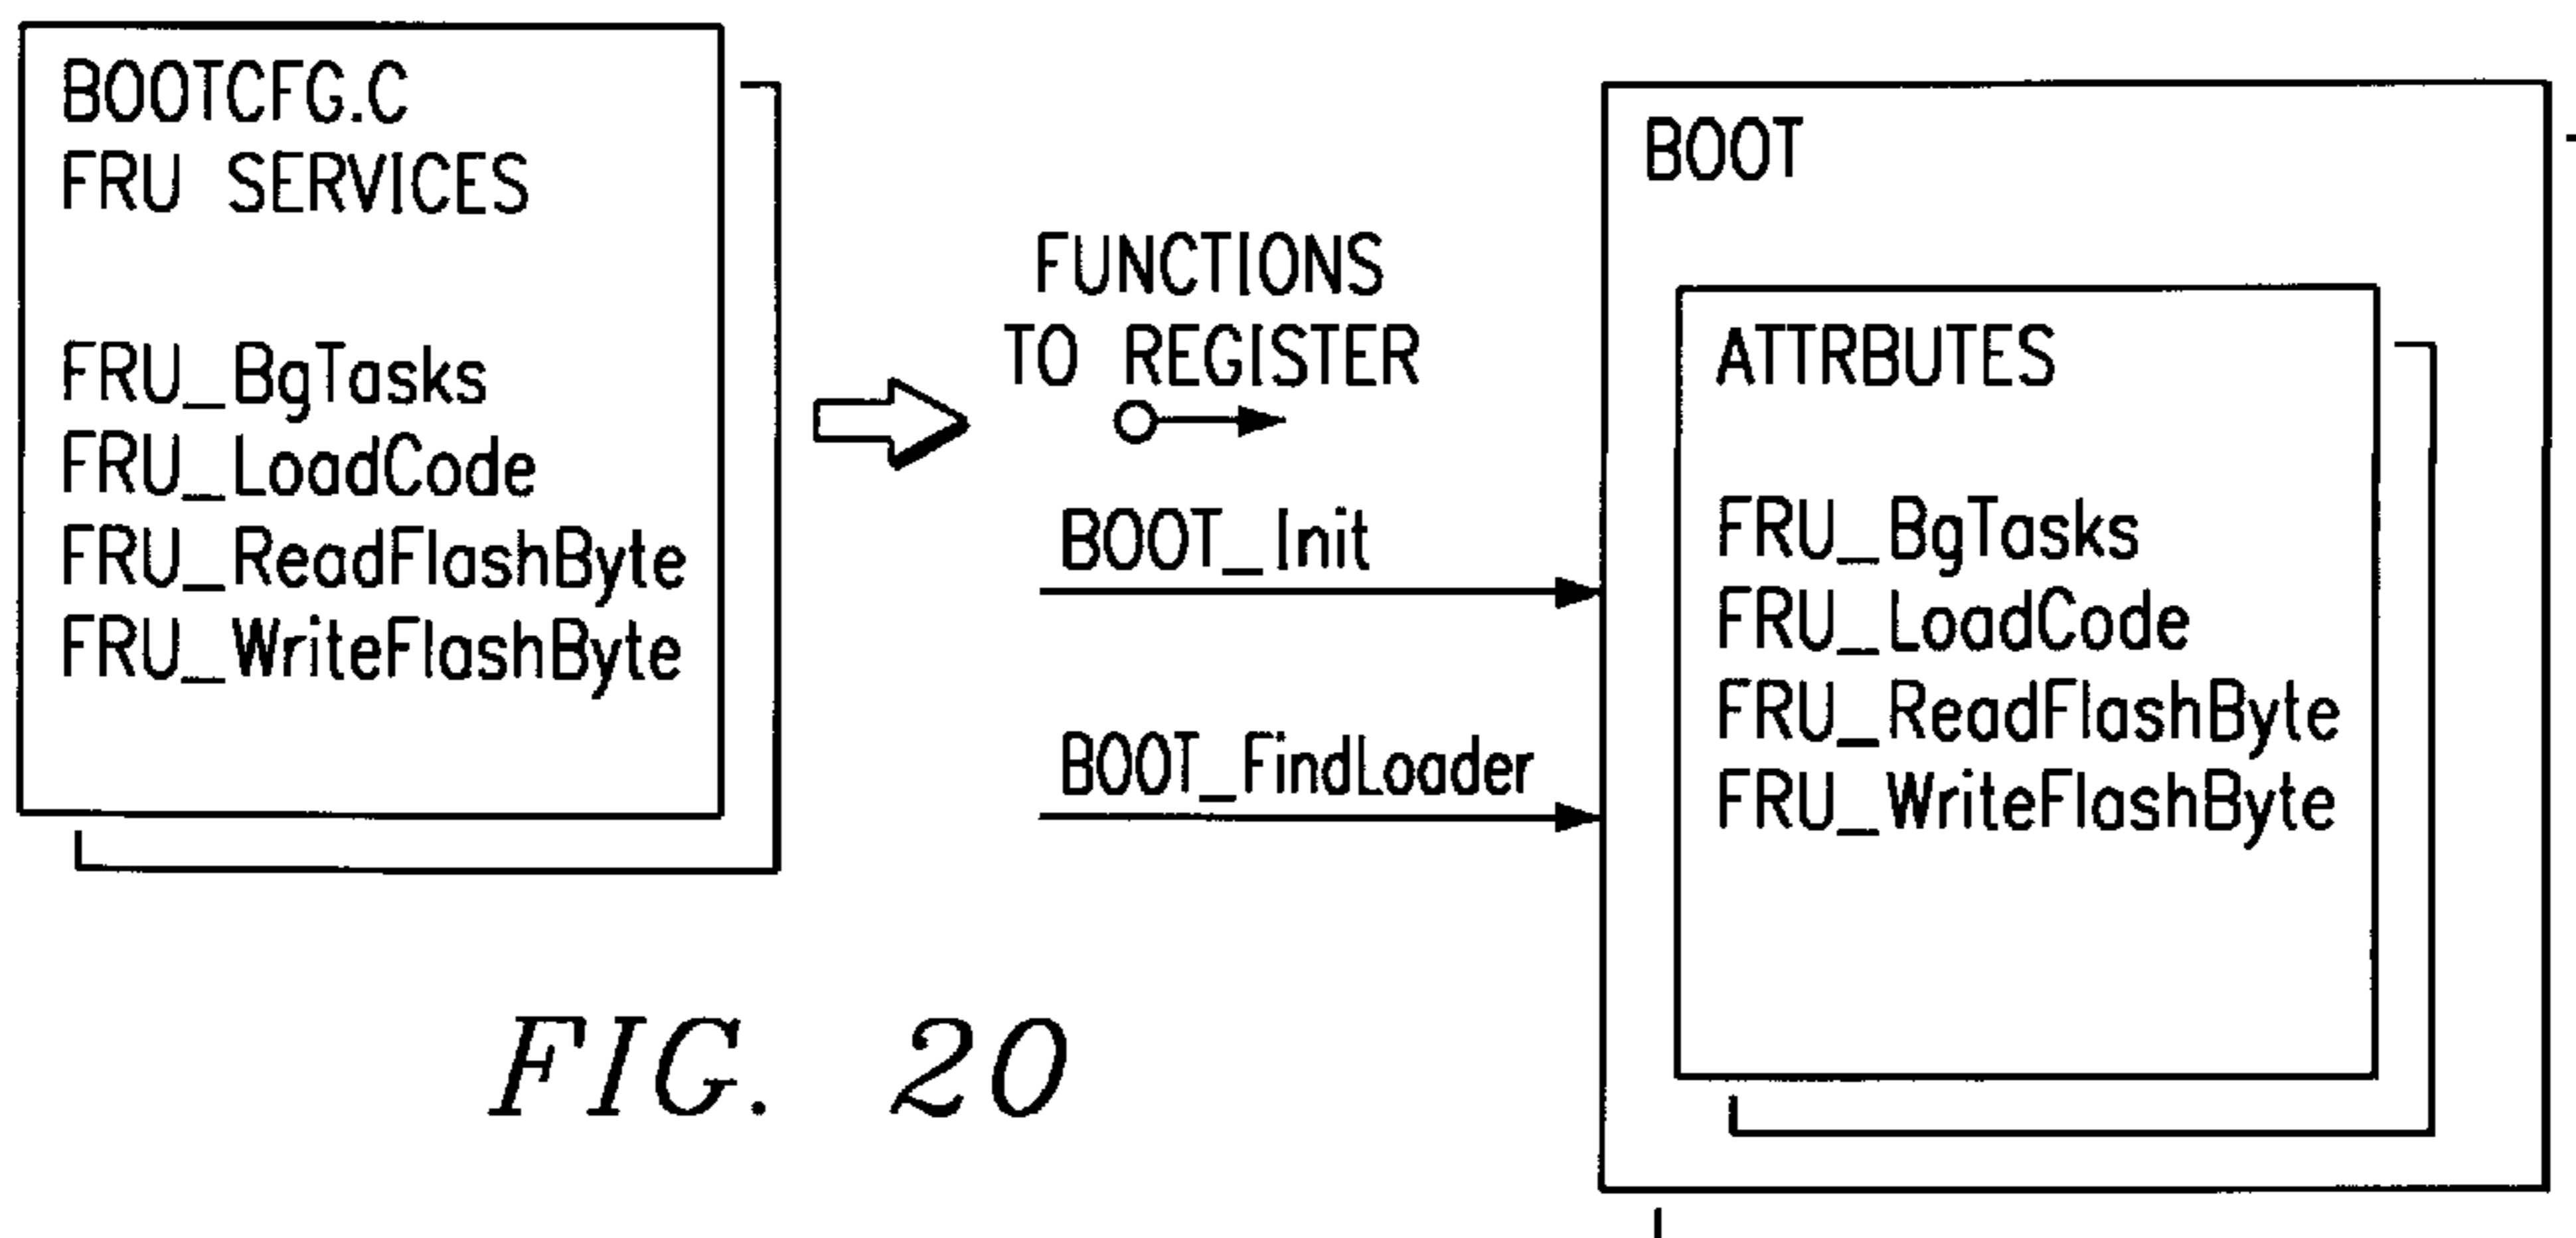 BOOTCFG.C
FRU SERVICES
FRU_BgTasks
FRU_LoadCode
FRU_ReadFlashByte
FRU_WriteFlashByte
FUNCTIONS
TO REGISTER
BOOT_Init
BOOT_FindLoader
BOOT
ATTRBUTES
FRU_BgTasks
FRU_LoadCode
FRU_ReadFlashByte
FRU_WriteFlashByte
FIG. 20